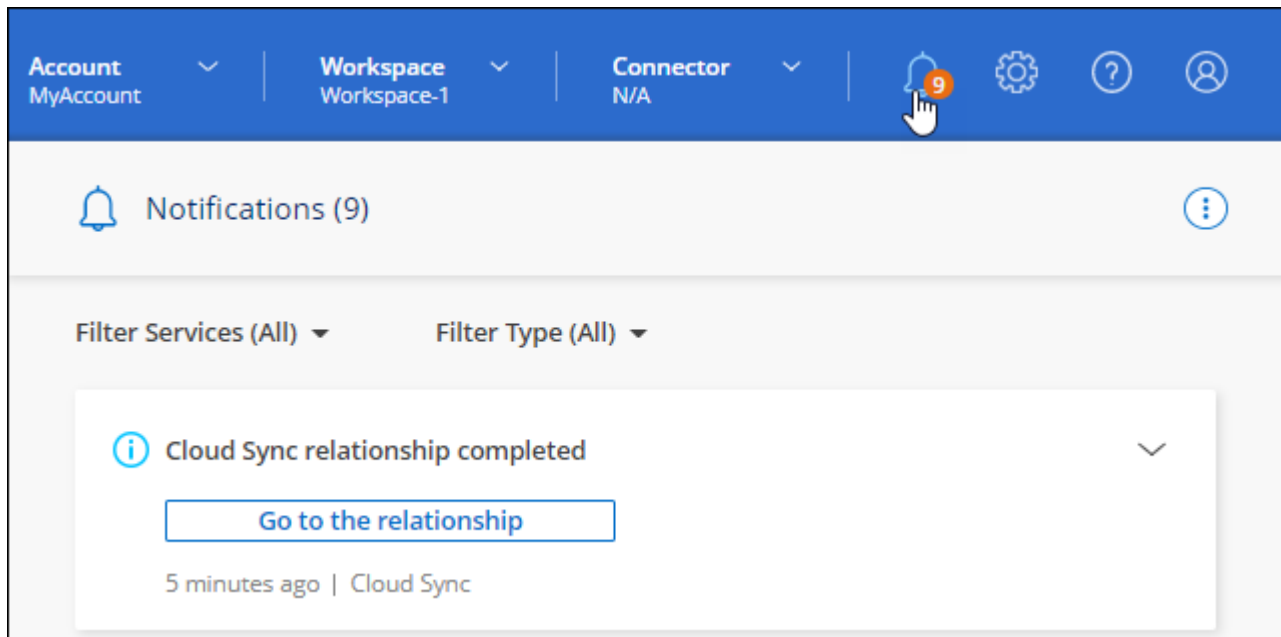 Account
MyAccount
Workspace
Workspace-1
Connector
N/A
9
Notifications (9)
Filter Services (All)
Filter Type (All)
Cloud Sync relationship completed
Go to the relationship
5 minutes ago | Cloud Sync